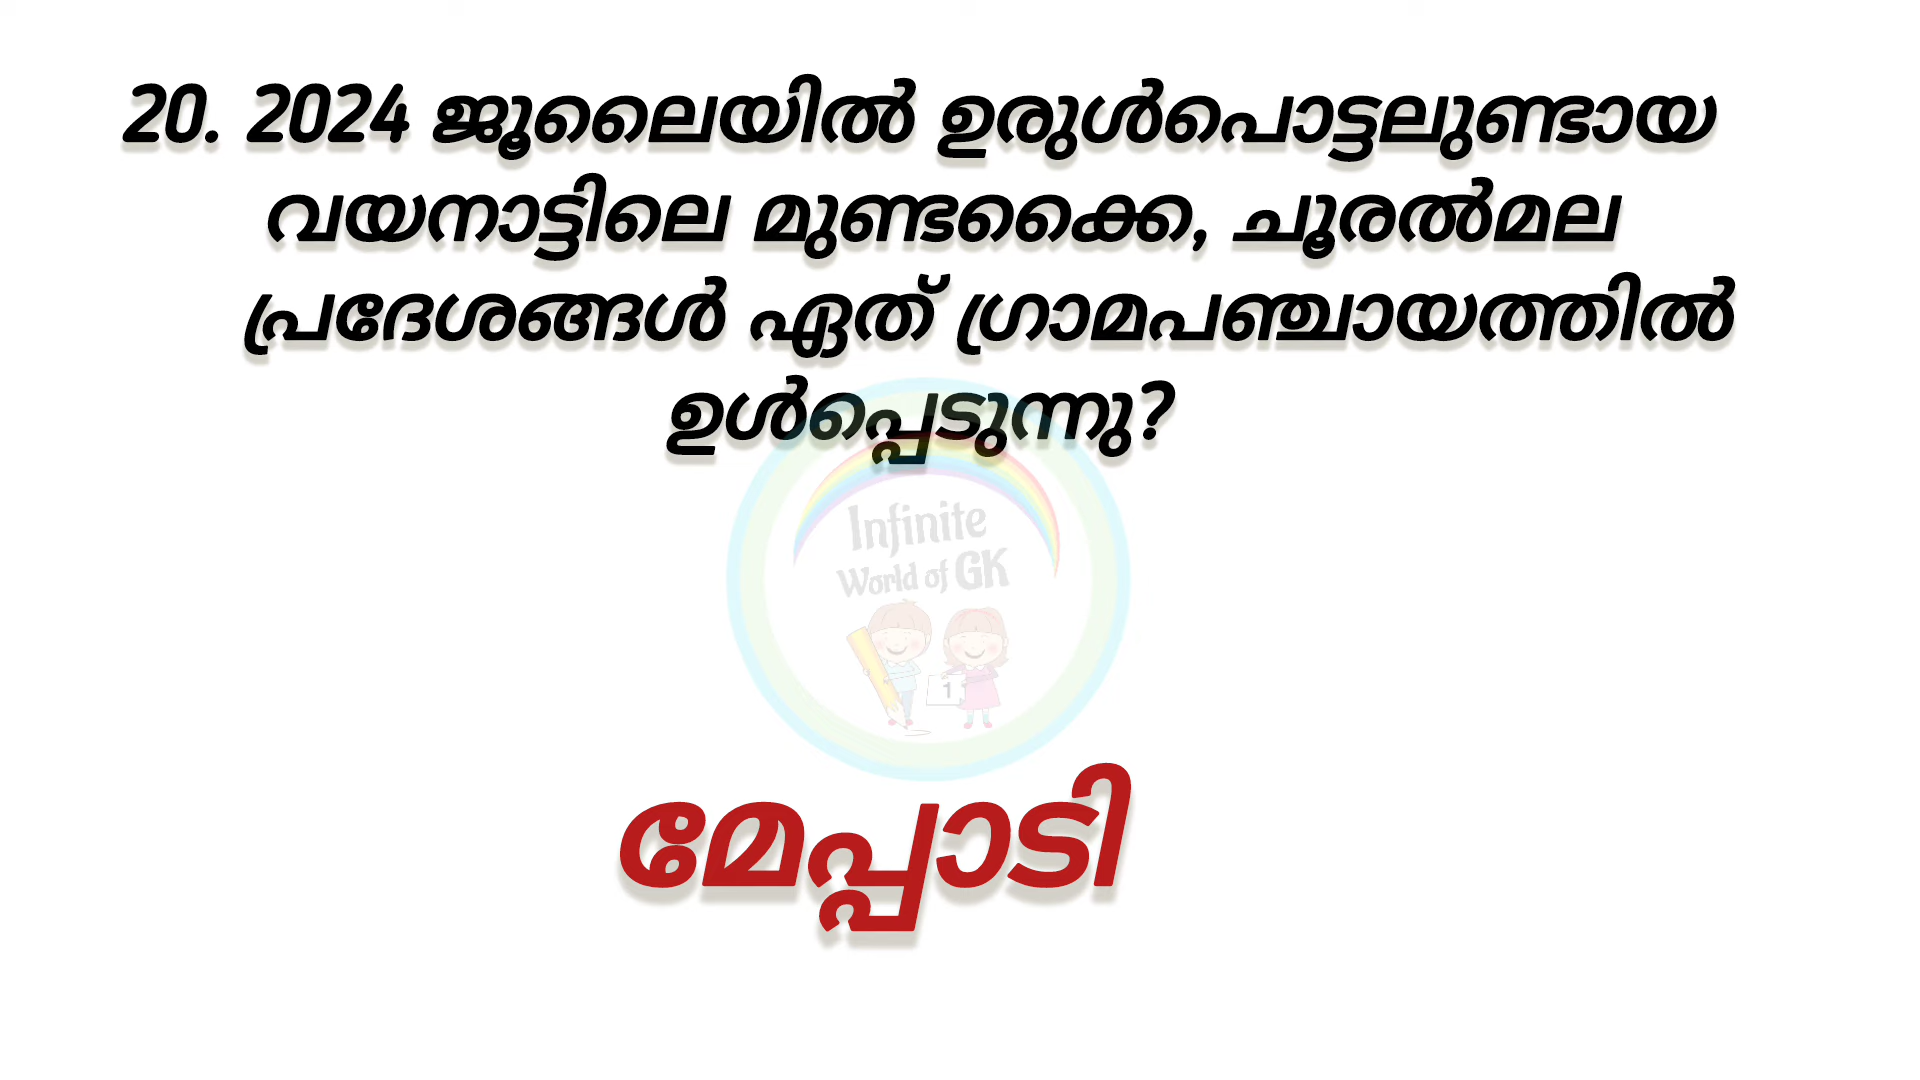 20. 2024 ജൂലൈയിൽ ഉരുൾപൊട്ടലുണ്ടായ
വയനാട്ടിലെ മുണ്ടക്കൈ, ചൂരൽമല
പ്രദേശങ്ങൾ ഏത് ഗ്രാമപഞ്ചായത്തിൽ
ഉൾപ്പെടുന്നു?
Infinite
World of GK
1
മേപ്പാടി